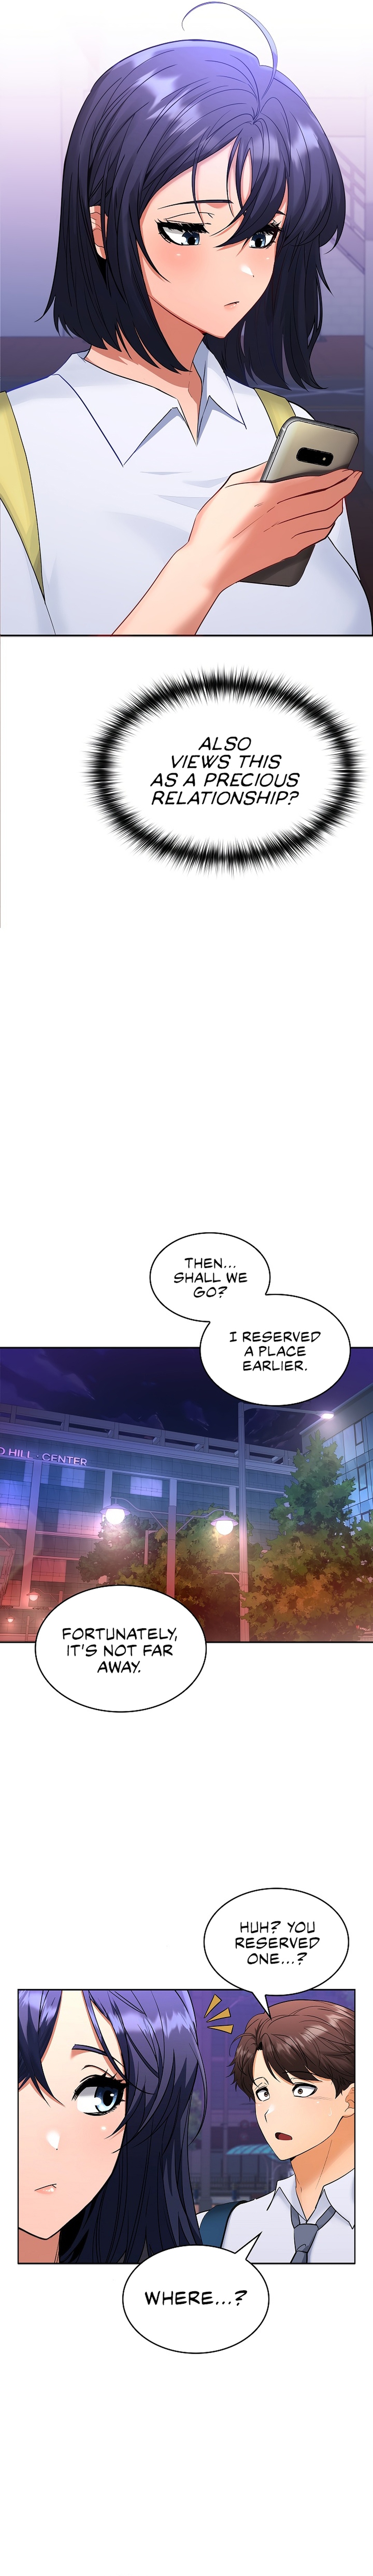 ALSO
VIEWS THIS
AS A PRECIOUS
RELATIONSHIP?
THEN...
SHALL WE
GO?
I RESERVED
A PLACE
EARLIER.
D HILL · CENTER
FORTUNATELY,
IT'S NOT FAR
AWAY.
HUH? YOU
RESERVED
ONE...?
WHERE...?